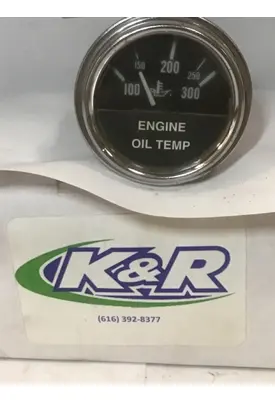 200
150 250
100 300
ENGINE
OIL TEMP
K&R
(616) 392-8377